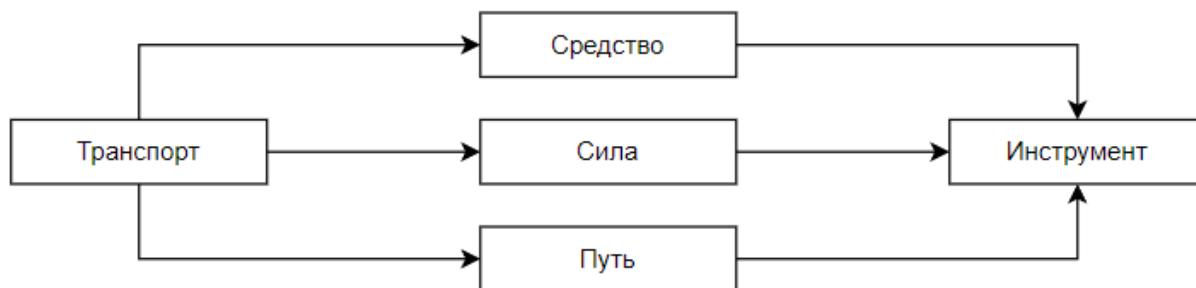 Средство
Транспорт
Сила
Инструмент
Путь